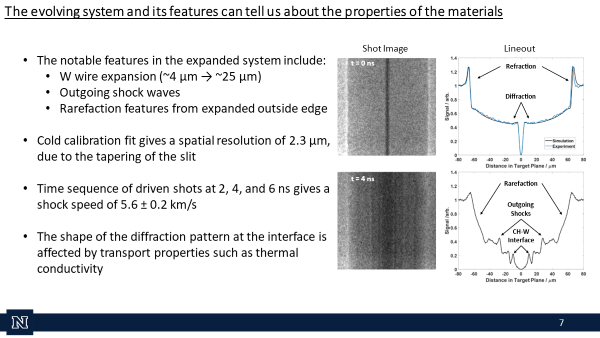 The evolving system and its features can tell us about the properties of the materials
• The notable features in the expanded system include:
• W wire expansion (~4 µm → ~25 µm)
• Outgoing shock waves
• Rarefaction features from expanded outside edge
• Cold calibration fit gives a spatial resolution of 2.3 µm,
due to the tapering of the slit
• Time sequence of driven shots at 2, 4, and 6 ns gives a
shock speed of 5.6 ± 0.2 km/s
• The shape of the diffraction pattern at the interface is
affected by transport properties such as thermal
conductivity
Shot Image
t = 0 ns
t = 4 ns
Lineout
1.4
1.2
1
0.8
0.6
0.4
0.2
0
Signal / arb.
Refraction
Diffraction
Simulation
Experiment
-80 -60 -40 -20 0 20 40 60 80
Distance in Target Plane / µm
1.4
1.2
1
0.8
0.6
0.4
0.2
0
Signal /arb.
Rarefaction
Outgoing
Shocks
CH-W
Interface
-80 -60 -40 -20 0 20 40 60 80
Distance in Target Plane / µm
N
7